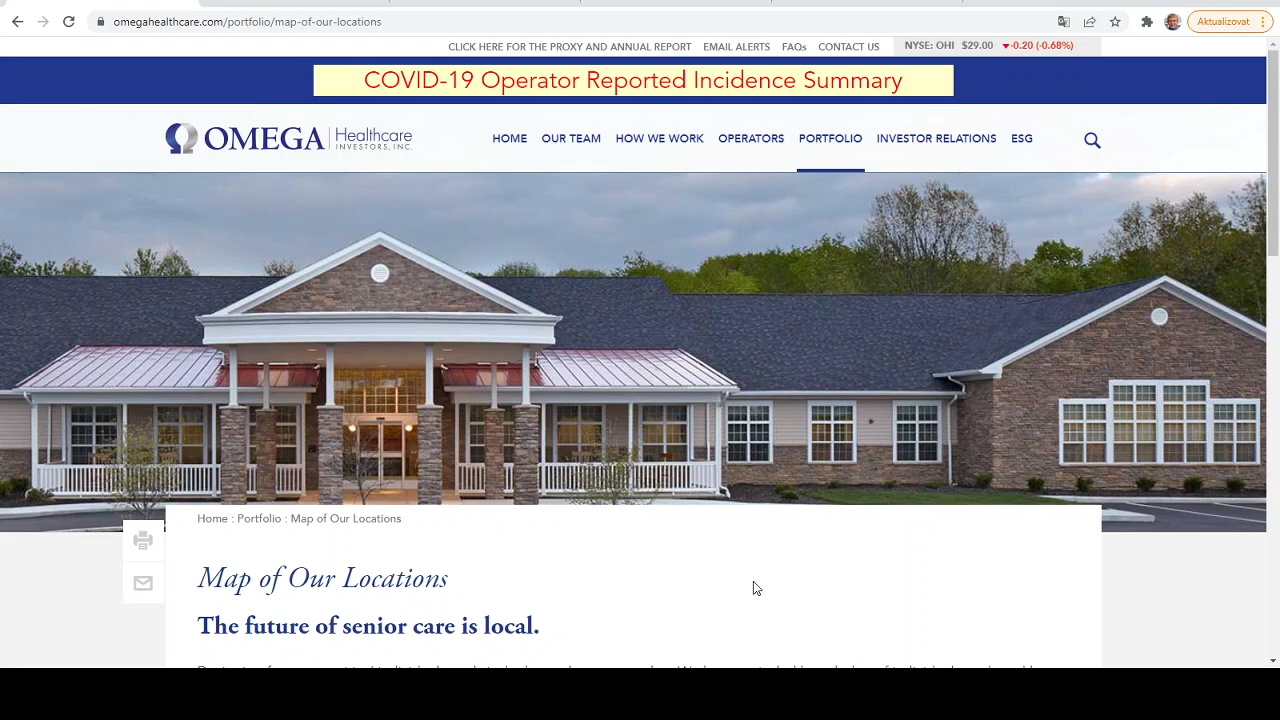 omegahealthcare.com/portfolio/map-of-our-locations
Aktualizovat
CLICK HERE FOR THE PROXY AND ANNUAL REPORT EMAIL ALERTS FAQs CONTACT US NYSE: OHI $29.00 -0.20 (-0.68%)
COVID-19 Operator Reported Incidence Summary
OMEGA Healthcare
INVESTORS, INC.
HOME OUR TEAM HOW WE WORK OPERATORS PORTFOLIO INVESTOR RELATIONS ESG
Home : Portfolio : Map of Our Locations
Map of Our Locations
The future of senior care is local.